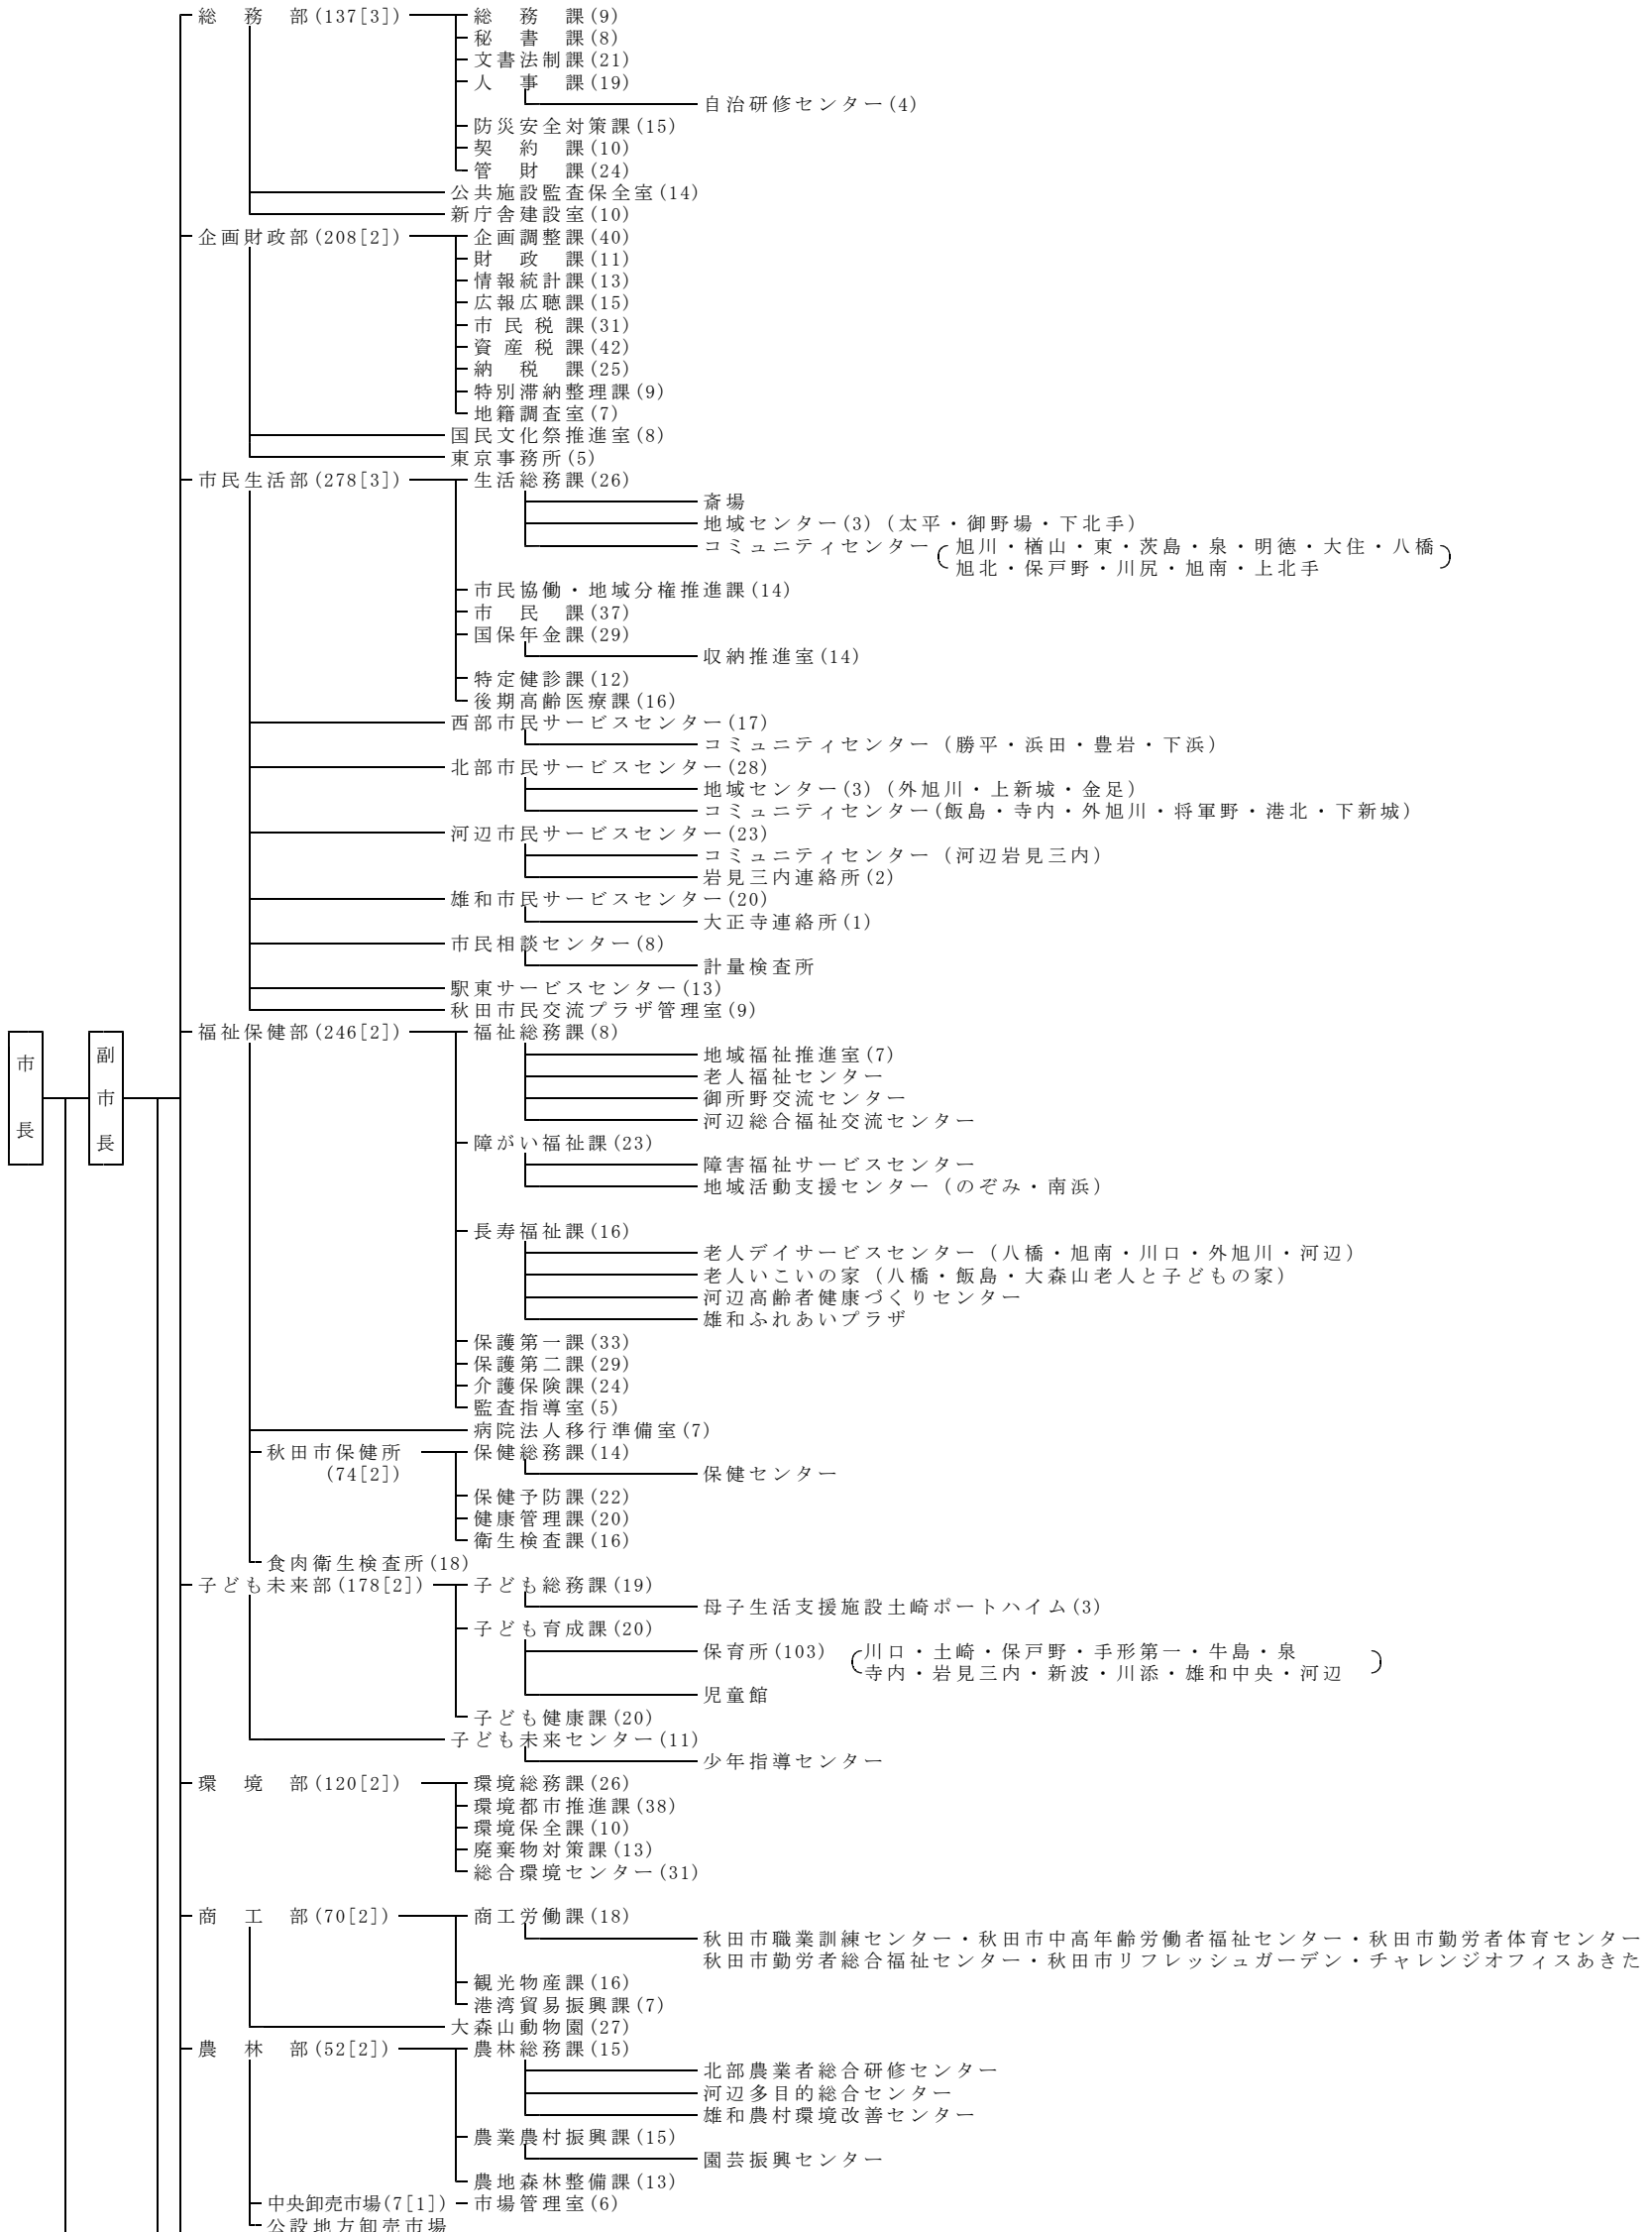 総務部(137[3]) 総務課(9)
秘書課(8)
文書法制課(21)
人事課(19)
自治研修センター(4)
防災安全対策課(15)
契約課(10)
管財課(24)
公共施設監査保全室(14)
新庁舎建設室(10)
企画財政部(208[2]) 企画調整課(40)
財政課(11)
情報統計課(13)
広報広聴課(15)
市民税課(31)
資産税課(42)
納税課(25)
特別滞納整理課(9)
地籍調査室(7)
国民文化祭推進室(8)
東京事務所(5)
市民生活部(278[3]) 生活総務課(26)
斎場
地域センター(3)（太平・御野場・下北手）
コミュニティセンター（旭川・楢山・東・茨島・泉・明徳・大住・八橋
旭北・保戸野・川尻・旭南・上北手）
市民協働・地域分権推進課(14)
市民課(37)
国保年金課(29)
収納推進室(14)
特定健診課(12)
後期高齢医療課(16)
西部市民サービスセンター(17)
コミュニティセンター（勝平・浜田・豊岩・下浜）
北部市民サービスセンター(28)
地域センター(3)（外旭川・上新城・金足）
コミュニティセンター(飯島・寺内・外旭川・将軍野・港北・下新城）
河辺市民サービスセンター(23)
コミュニティセンター（河辺岩見三内）
岩見三内連絡所(2)
雄和市民サービスセンター(20)
大正寺連絡所(1)
市民相談センター(8)
計量検査所
駅東サービスセンター(13)
秋田市民交流プラザ管理室(9)
市長
副市長
福祉保健部(246[2]) 福祉総務課(8)
地域福祉推進室(7)
老人福祉センター
御所野交流センター
河辺総合福祉交流センター
障がい福祉課(23)
障害福祉サービスセンター
地域活動支援センター（のぞみ・南浜）
長寿福祉課(16)
老人デイサービスセンター（八橋・旭南・川口・外旭川・河辺）
老人いこいの家（八橋・飯島・大森山老人と子どもの家）
河辺高齢者健康づくりセンター
雄和ふれあいプラザ
保護第一課(33)
保護第二課(29)
介護保険課(24)
監査指導室(5)
病院法人移行準備室(7)
秋田市保健所 保健総務課(14)
(74[2]) 保健センター
保健予防課(22)
健康管理課(20)
衛生検査課(16)
食肉衛生検査所(18)
子ども未来部(178[2]) 子ども総務課(19)
母子生活支援施設土崎ポートハイム(3)
子ども育成課(20)
保育所(103)（川口・土崎・保戸野・手形第一・牛島・泉
寺内・岩見三内・新波・川添・雄和中央・河辺）
児童館
子ども健康課(20)
子ども未来センター(11)
少年指導センター
環境部(120[2]) 環境総務課(26)
環境都市推進課(38)
環境保全課(10)
廃棄物対策課(13)
総合環境センター(31)
商工部(70[2]) 商工労働課(18)
秋田市職業訓練センター・秋田市中高年齢労働者福祉センター・秋田市勤労者体育センター
秋田市勤労者総合福祉センター・秋田市リフレッシュガーデン・チャレンジオフィスあきた
観光物産課(16)
港湾貿易振興課(7)
大森山動物園(27)
農林部(52[2]) 農林総務課(15)
北部農業者総合研修センター
河辺多目的総合センター
雄和農村環境改善センター
農業農村振興課(15)
園芸振興センター
農地森林整備課(13)
中央卸売市場(7[1]) 市場管理室(6)
公設地方卸売市場